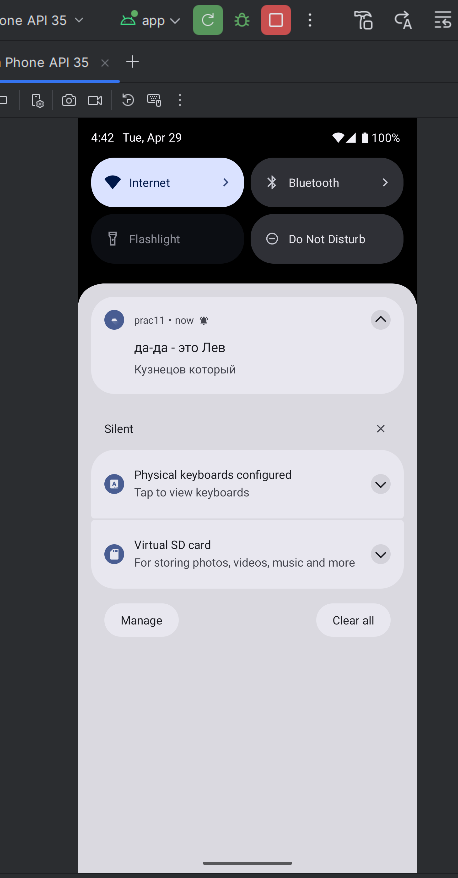 one API 35
app
Phone API 35
4:42 Tue, Apr 29
100%
Internet
Bluetooth
Flashlight
Do Not Disturb
prac11 • now
да-да - это Лев
Кузнецов который
Silent
Physical keyboards configured
Tap to view keyboards
Virtual SD card
For storing photos, videos, music and more
Manage
Clear all